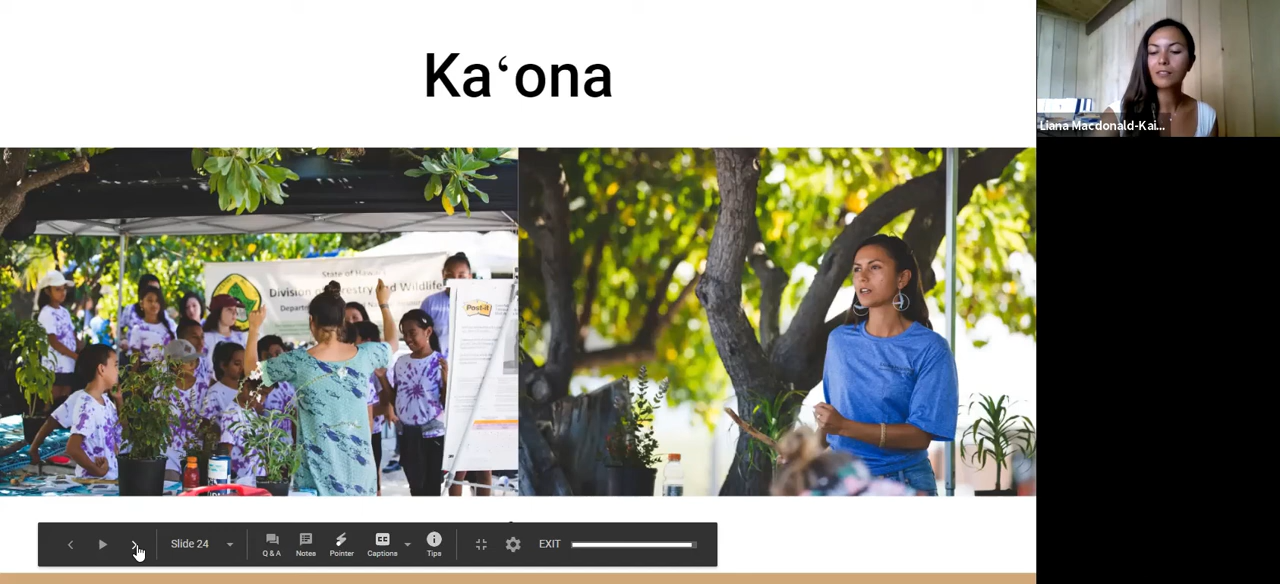 Kaʻona
Liana Macdonald-Kai...
State of Hawai
Division of Forestry and Wildlife
Post-it
Slide 24
Q & A
Notes
Pointer
Captions
Tips
EXIT